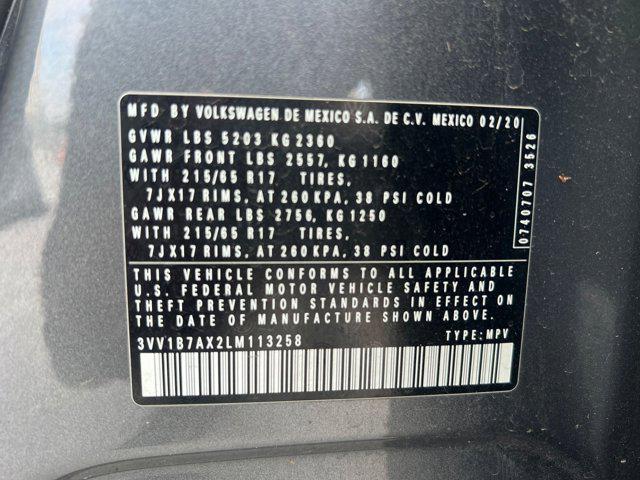 MFD BY VOLKSWAGEN DE MEXICO S.A. DE C.V. MEXICO 02/20
GVWR LBS 5203 KG 2360
GAWR FRONT LBS 2557, KG 1160
WITH 215/65 R17 TIRES,
7JX17 RIMS, AT 260 KPA, 38 PSI COLD
GAWR REAR LBS 2756, KG 1250
WITH 215/65 R17 TIRES,
7JX17 RIMS, AT 260 KPA, 38 PSI COLD
0740707 3526
THIS VEHICLE CONFORMS TO ALL APPLICABLE
U.S. FEDERAL MOTOR VEHICLE SAFETY AND
THEFT PREVENTION STANDARDS IN EFFECT ON
THE DATE OF MANUFACTURE SHOWN ABOVE.
3VV1B7AX2LM113258 TYPE: MPV